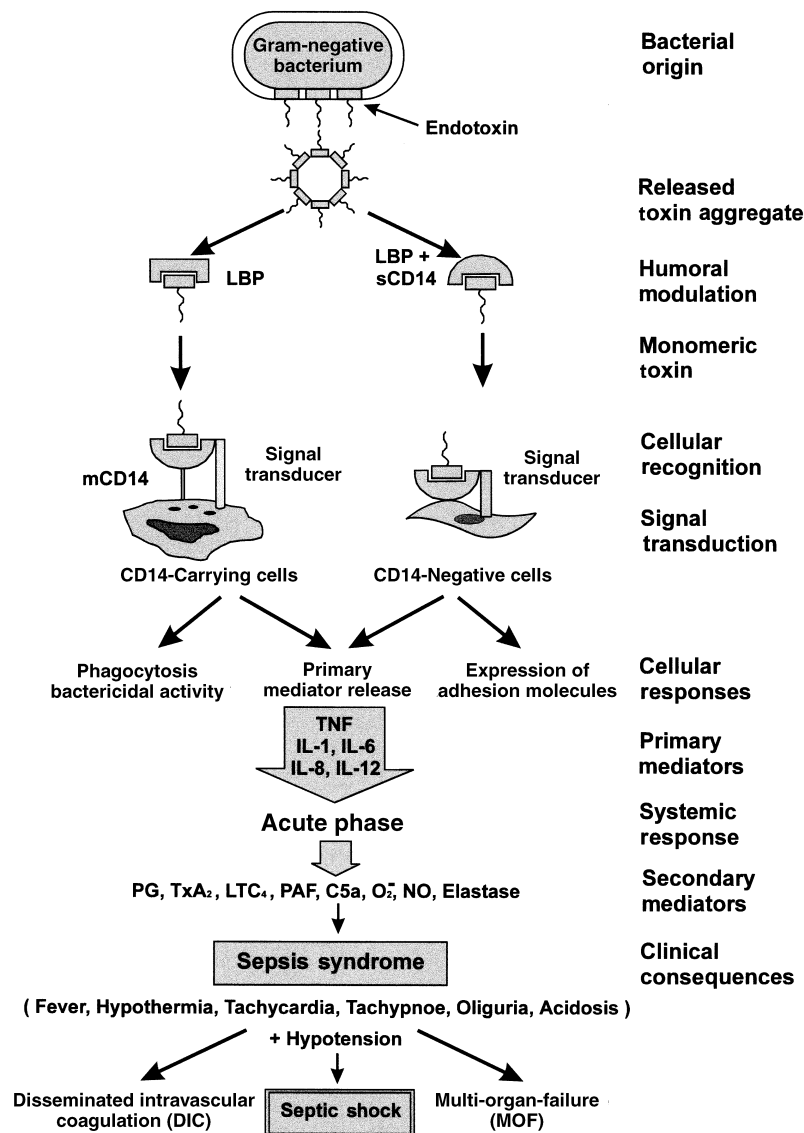 Gram-negative
bacterium
Bacterial
origin
Endotoxin
Released
toxin aggregate
LBP
LBP +
sCD14
Humoral
modulation
Monomeric
toxin
mCD14
Signal
transducer
Signal
transducer
Cellular
recognition
Signal
transduction
CD14-Carrying cells
CD14-Negative cells
Phagocytosis
bactericidal activity
Primary
mediator release
Expression of
adhesion molecules
Cellular
responses
TNF
IL-1, IL-6
IL-8, IL-12
Primary
mediators
Acute phase
Systemic
response
PG, TxA₂, LTC₄, PAF, C5a, O₂⁻, NO, Elastase
Secondary
mediators
Sepsis syndrome
Clinical
consequences
( Fever, Hypothermia, Tachycardia, Tachypnoe, Oliguria, Acidosis )
+ Hypotension
Disseminated intravascular
coagulation (DIC)
Septic shock
Multi-organ-failure
(MOF)